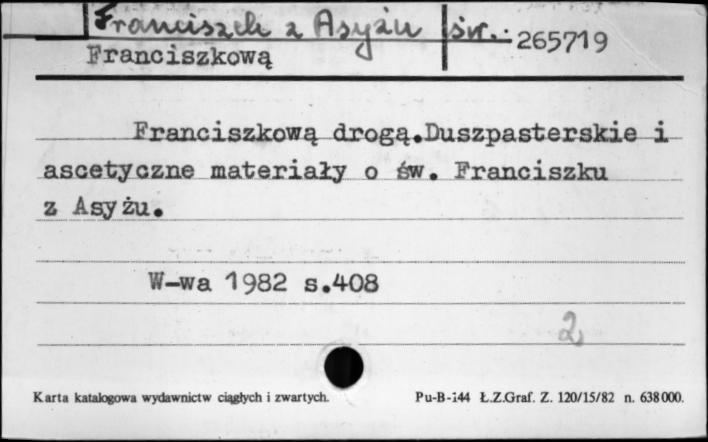 Franciszek z Asyżu św.: 265719
Franciszkową
Franciszkową drogą.Duszpasterskie i
ascetyczne materiały o św. Franciszku
z Asyżu.
W-wa 1982 s.408
2
Karta katalogowa wydawnictw ciągłych i zwartych. Pu-B-144 Ł.Z.Graf. Z. 120/15/82 n. 638000.